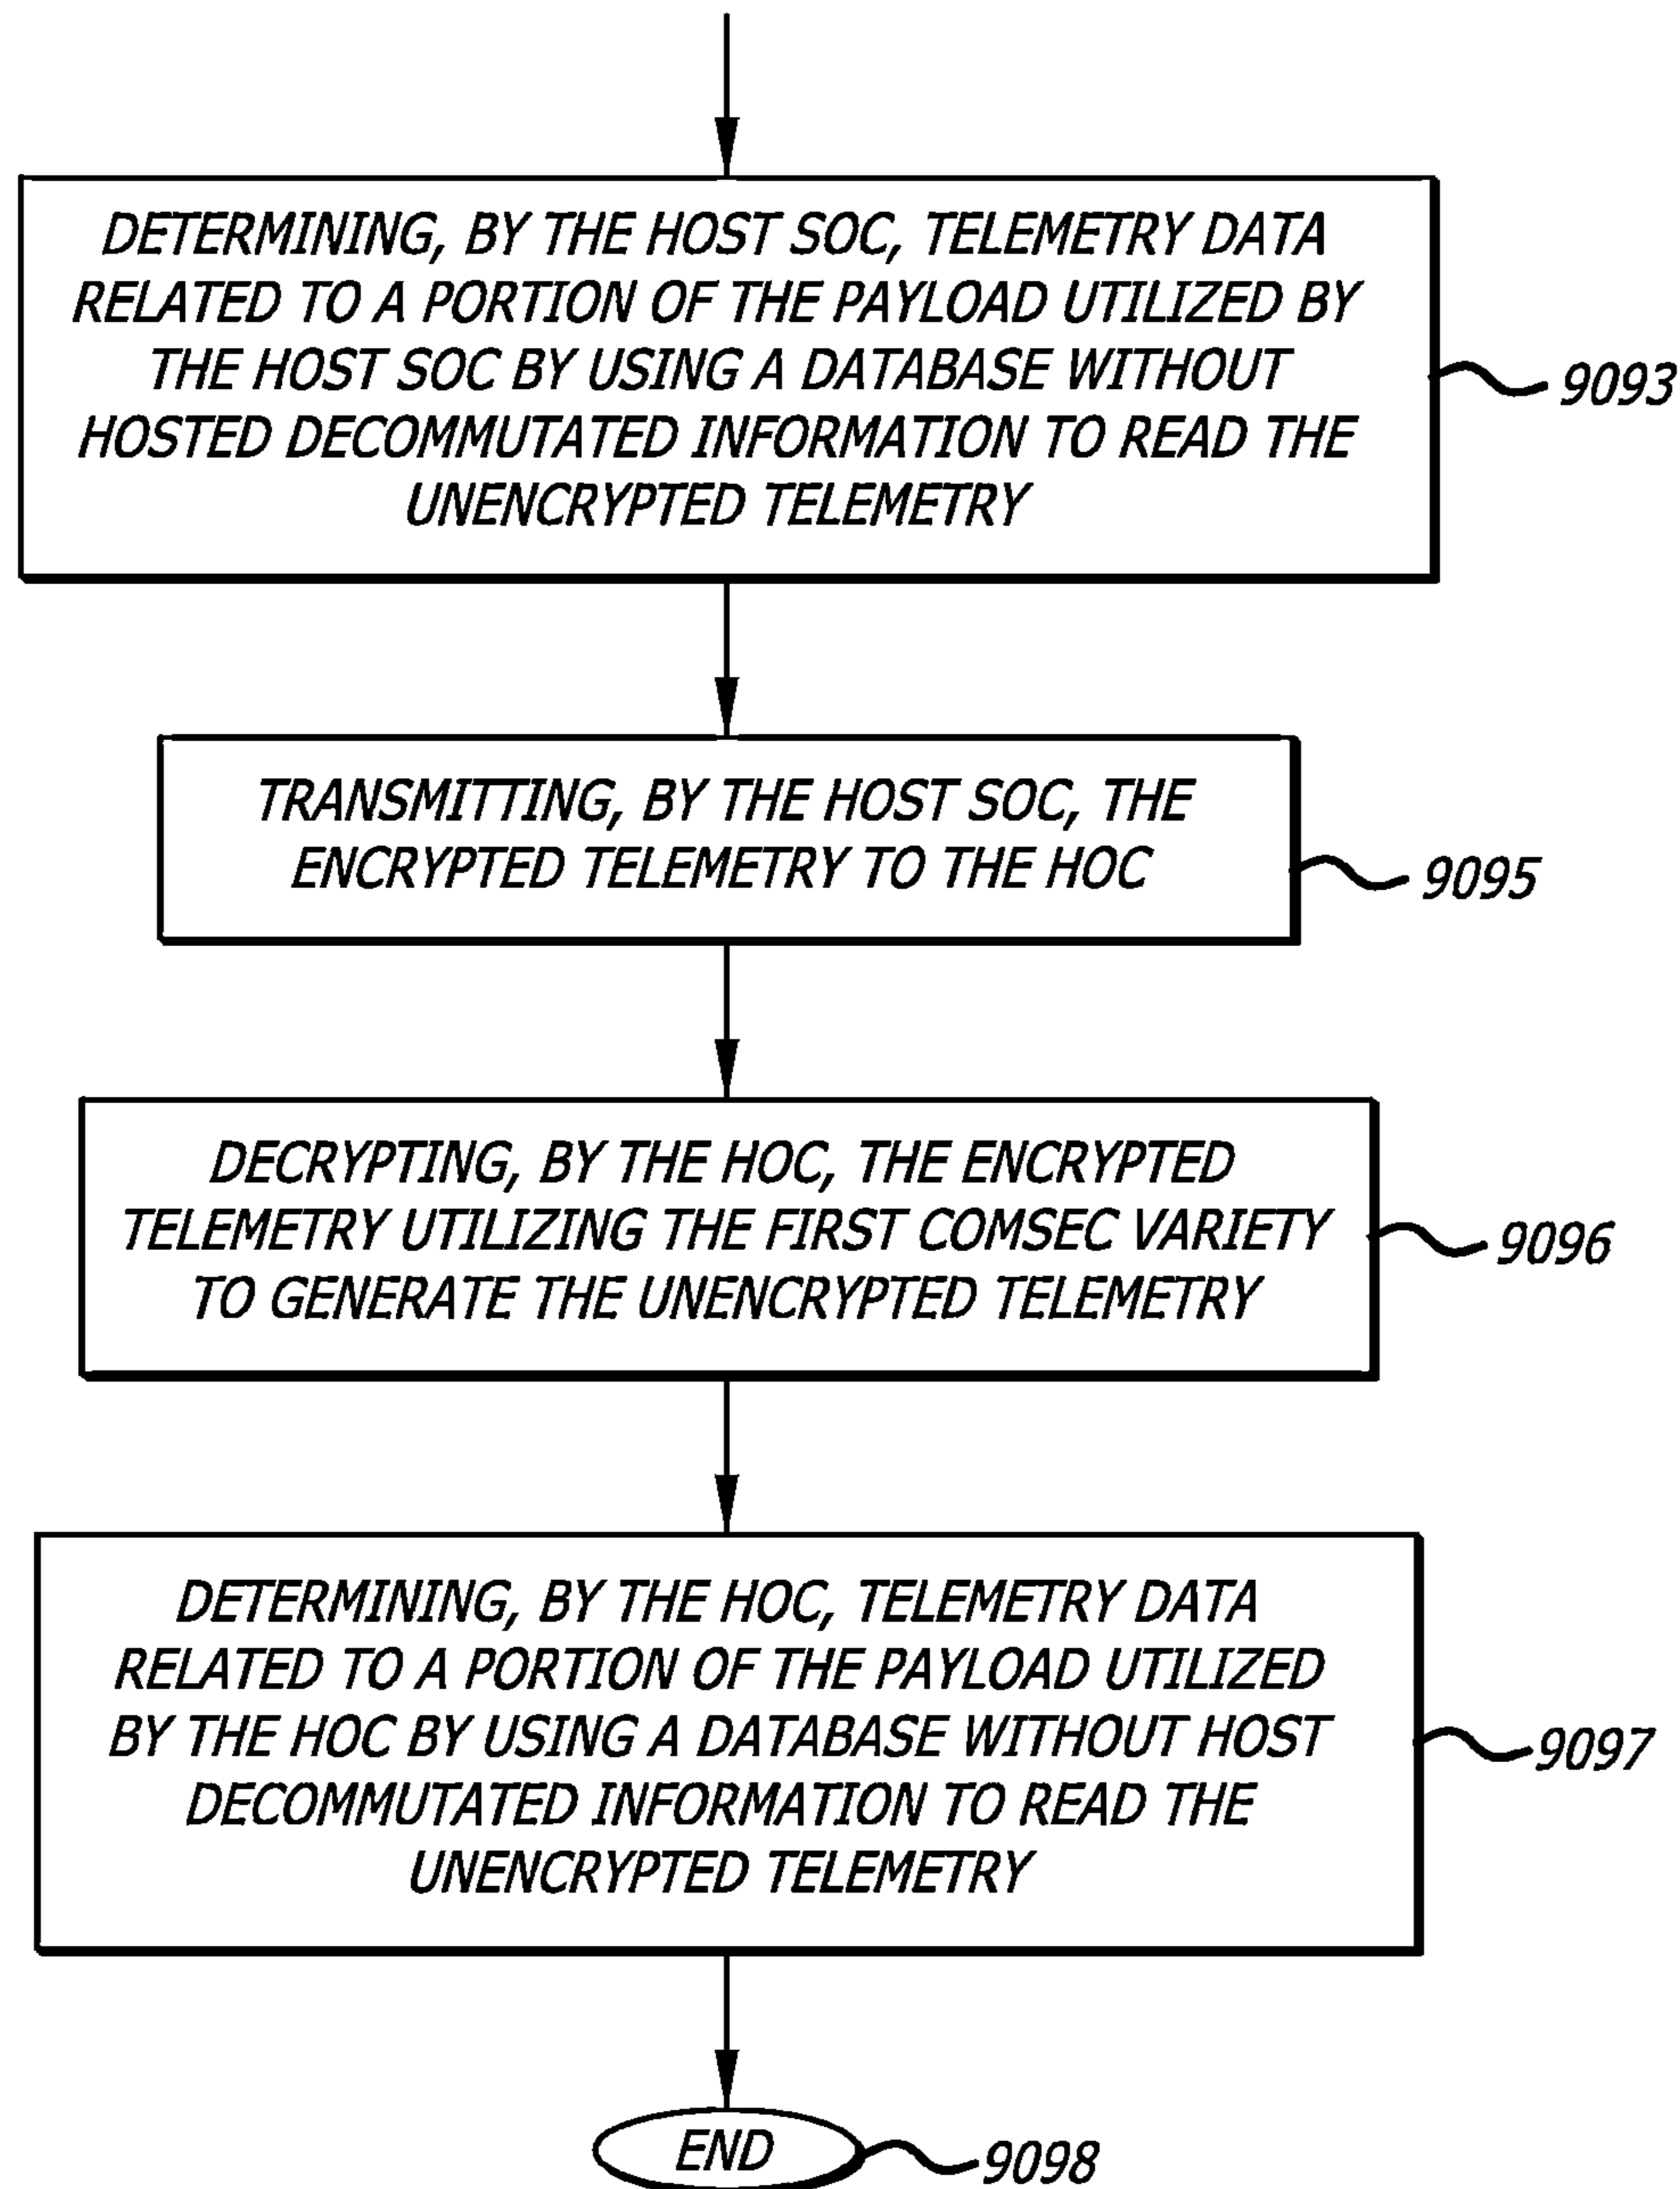 DETERMINING, BY THE HOST SOC, TELEMETRY DATA
RELATED TO A PORTION OF THE PAYLOAD UTILIZED BY
THE HOST SOC BY USING A DATABASE WITHOUT
HOSTED DECOMMUTATED INFORMATION TO READ THE
UNENCRYPTED TELEMETRY
9093
TRANSMITTING, BY THE HOST SOC, THE
ENCRYPTED TELEMETRY TO THE HOC
9095
DECRYPTING, BY THE HOC, THE ENCRYPTED
TELEMETRY UTILIZING THE FIRST COMSEC VARIETY
TO GENERATE THE UNENCRYPTED TELEMETRY
9096
DETERMINING, BY THE HOC, TELEMETRY DATA
RELATED TO A PORTION OF THE PAYLOAD UTILIZED
BY THE HOC BY USING A DATABASE WITHOUT HOST
DECOMMUTATED INFORMATION TO READ THE
UNENCRYPTED TELEMETRY
9097
END
9098